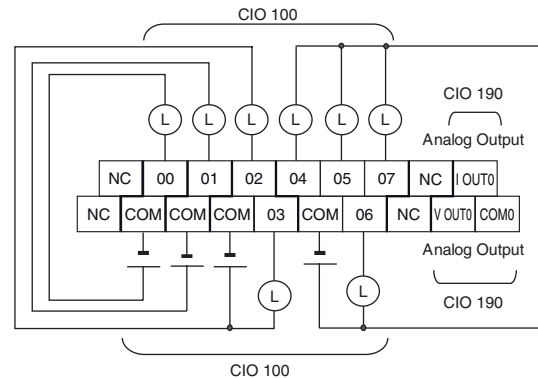 CIO 100
CIO 190
L L L L L L
Analog Output
NC 00 01 02 04 05 07 NC I OUT0
NC COM COM COM 03 COM 06 NC V OUT0 COM0
Analog Output
L L
CIO 190
CIO 100